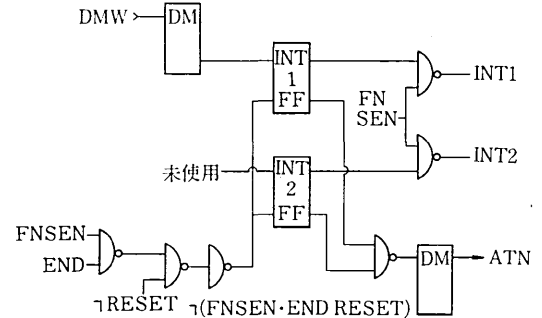 DMW
DM
INT
1
FF
INT1
FN
SEN
未使用
INT
2
FF
INT2
FNSEN
END
¬RESET
¬(FNSEN·END RESET)
DM
ATN